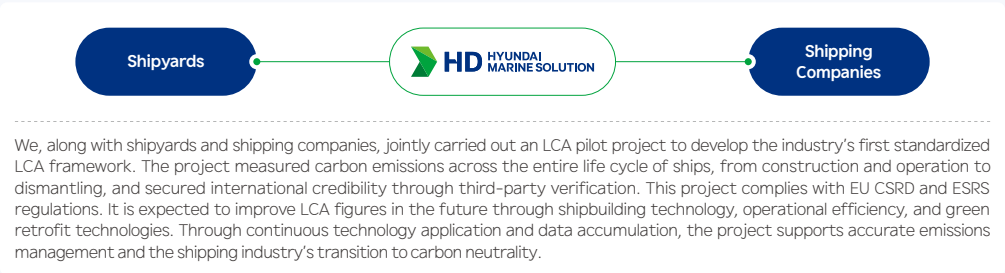 Shipyards
HD HYUNDAI
MARINE SOLUTION
Shipping
Companies
We, along with shipyards and shipping companies, jointly carried out an LCA pilot project to develop the industry's first standardized
LCA framework. The project measured carbon emissions across the entire life cycle of ships, from construction and operation to
dismantling, and secured international credibility through third-party verification. This project complies with EU CSRD and ESRS
regulations. It is expected to improve LCA figures in the future through shipbuilding technology, operational efficiency, and green
retrofit technologies. Through continuous technology application and data accumulation, the project supports accurate emissions
management and the shipping industry's transition to carbon neutrality.